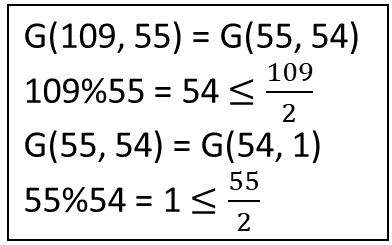 G(109, 55) = G(55, 54)
109%55 = 54 ≤ 109/2
G(55, 54) = G(54, 1)
55%54 = 1 ≤ 55/2